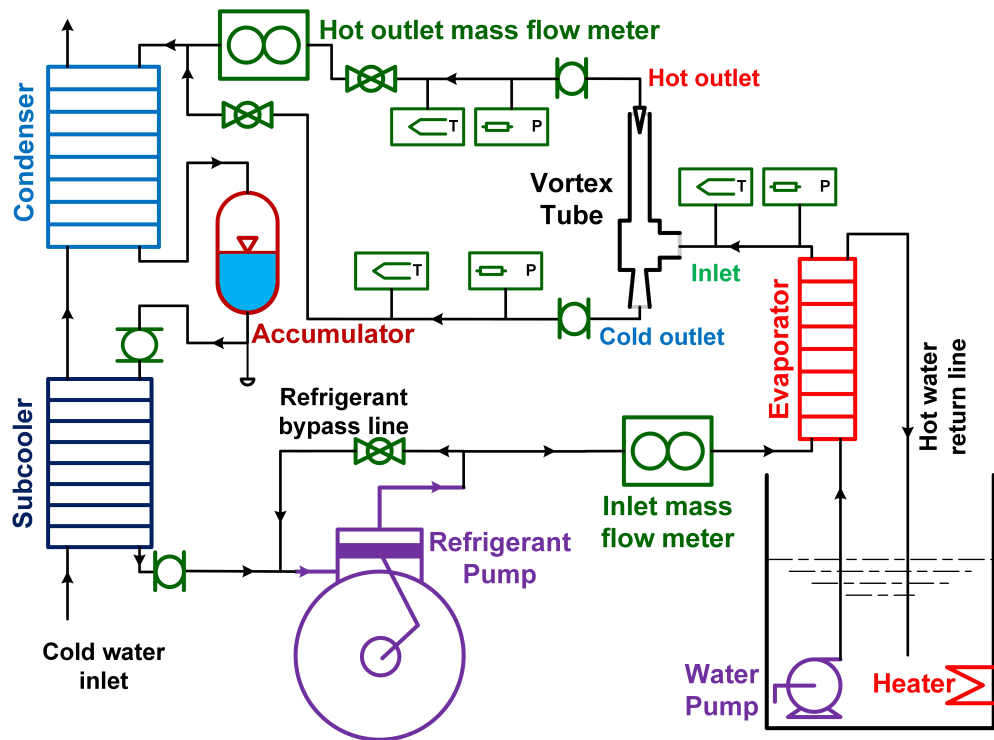 Hot outlet mass flow meter
Hot outlet
T
P
Condenser
Vortex
Tube
T
P
Inlet
T
P
Accumulator
Cold outlet
Evaporator
Hot water
return line
Subcooler
Refrigerant
bypass line
Inlet mass
flow meter
Refrigerant
Pump
Cold water
inlet
Water
Pump
Heater